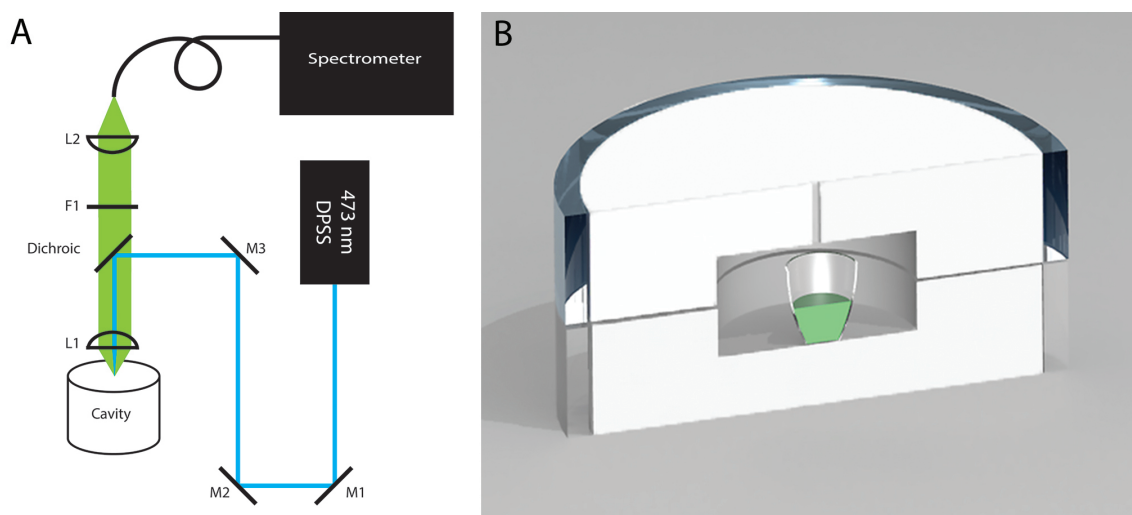 A
B
Spectrometer
L2
473 nm
DPSS
F1
Dichroic
M3
L1
Cavity
M2
M1